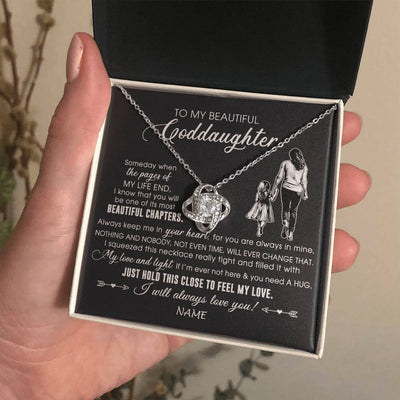 TO MY BEAUTIFUL
Goddaughter
Someday when
the pages of
MY LIFE END,
I know that you will
be one of its most
BEAUTIFUL CHAPTERS.
Always keep me in your heart, for you are always in mine,
NOTHING AND NOBODY, NOT EVEN TIME, WILL EVER CHANGE THAT.
I squeezed this necklace really tight and filled it with
My love and light, if I'm ever not here & you need A HUG,
JUST HOLD THIS CLOSE TO FEEL MY LOVE.
I will always love you!
NAME